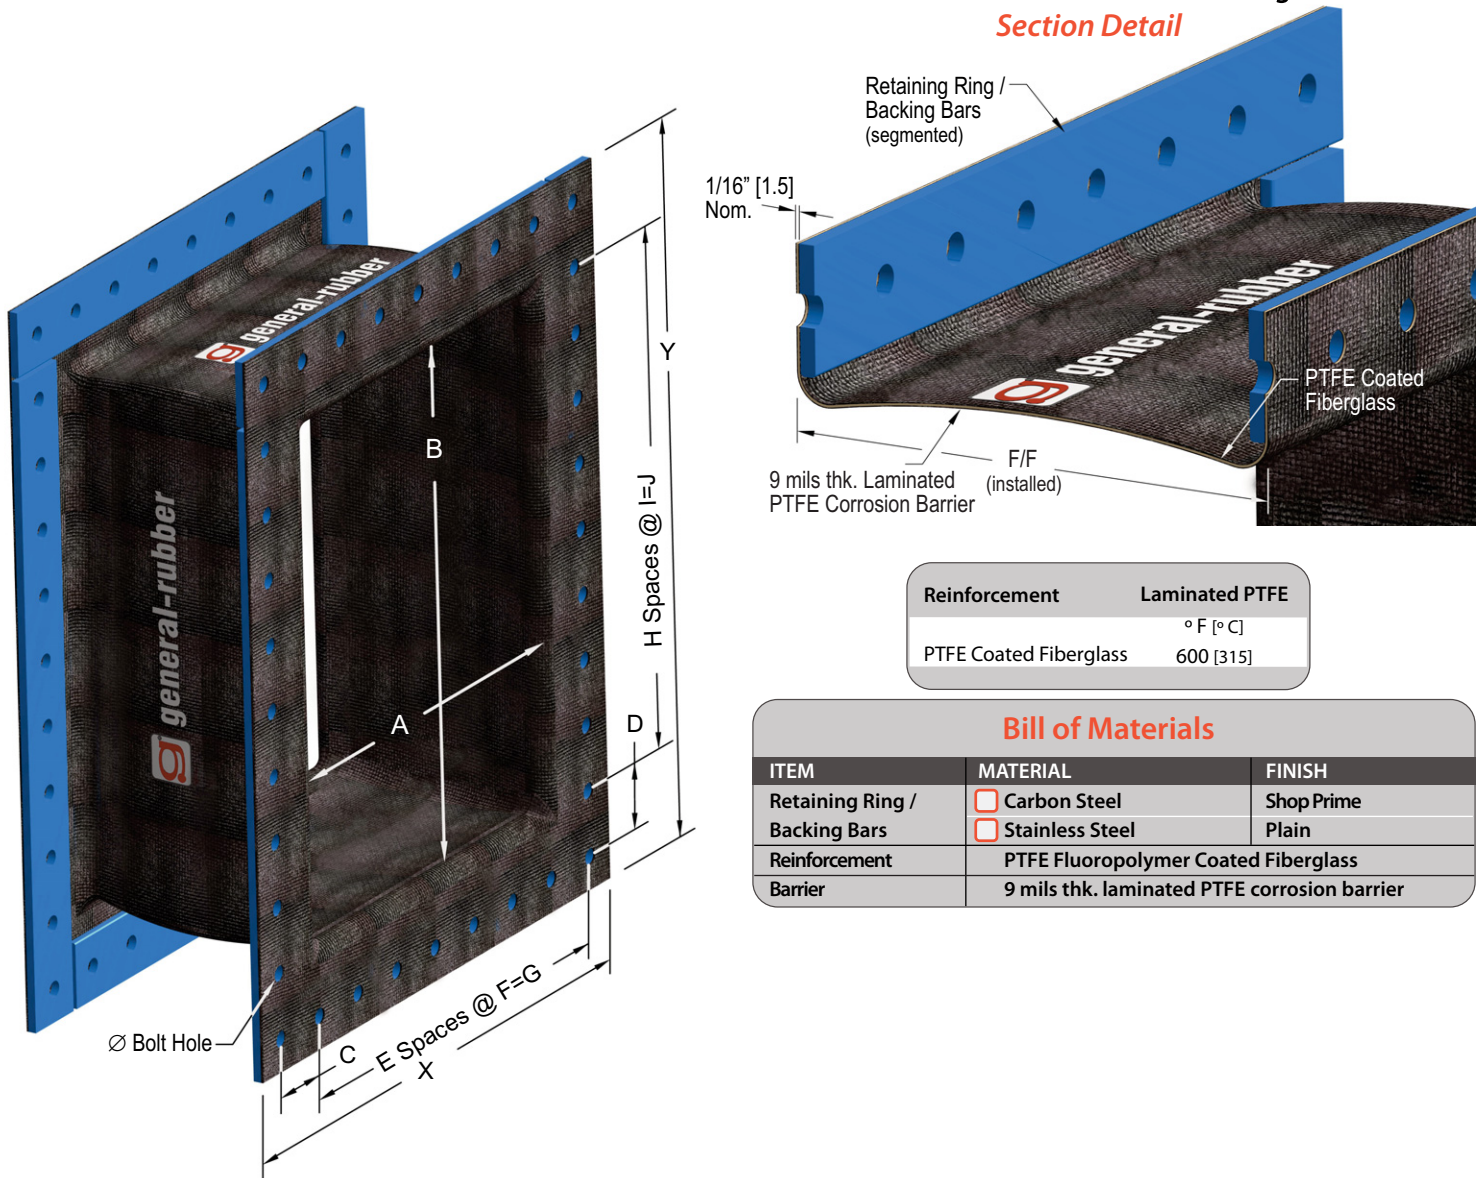 Section Detail
Retaining Ring /
Backing Bars
(segmented)
1/16” [1.5]
Nom.
general-rubber
PTFE Coated
Fiberglass
F/F
(installed)
9 mils thk. Laminated
PTFE Corrosion Barrier
general-rubber
general-rubber
Y
B
H Spaces @ I=J
A
D
E Spaces @ F=G
C
X
∅ Bolt Hole
Reinforcement Laminated PTFE
º F [º C]
PTFE Coated Fiberglass 600 [315]
Bill of Materials
ITEM MATERIAL FINISH
Retaining Ring / Carbon Steel Shop Prime
Backing Bars Stainless Steel Plain
Reinforcement PTFE Fluoropolymer Coated Fiberglass
Barrier 9 mils thk. laminated PTFE corrosion barrier